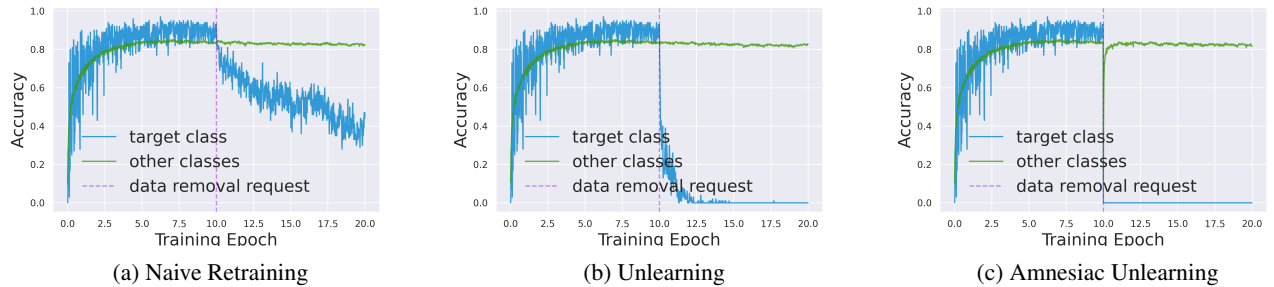 1.0
0.8
0.6
0.4
0.2
0.0
Accuracy
target class
other classes
data removal request
0.0 2.5 5.0 7.5 10.0 12.5 15.0 17.5 20.0
Training Epoch
(a) Naive Retraining
1.0
0.8
0.6
0.4
0.2
0.0
Accuracy
target class
other classes
data removal request
0.0 2.5 5.0 7.5 10.0 12.5 15.0 17.5 20.0
Training Epoch
(b) Unlearning
1.0
0.8
0.6
0.4
0.2
0.0
Accuracy
target class
other classes
data removal request
0.0 2.5 5.0 7.5 10.0 12.5 15.0 17.5 20.0
Training Epoch
(c) Amnesiac Unlearning